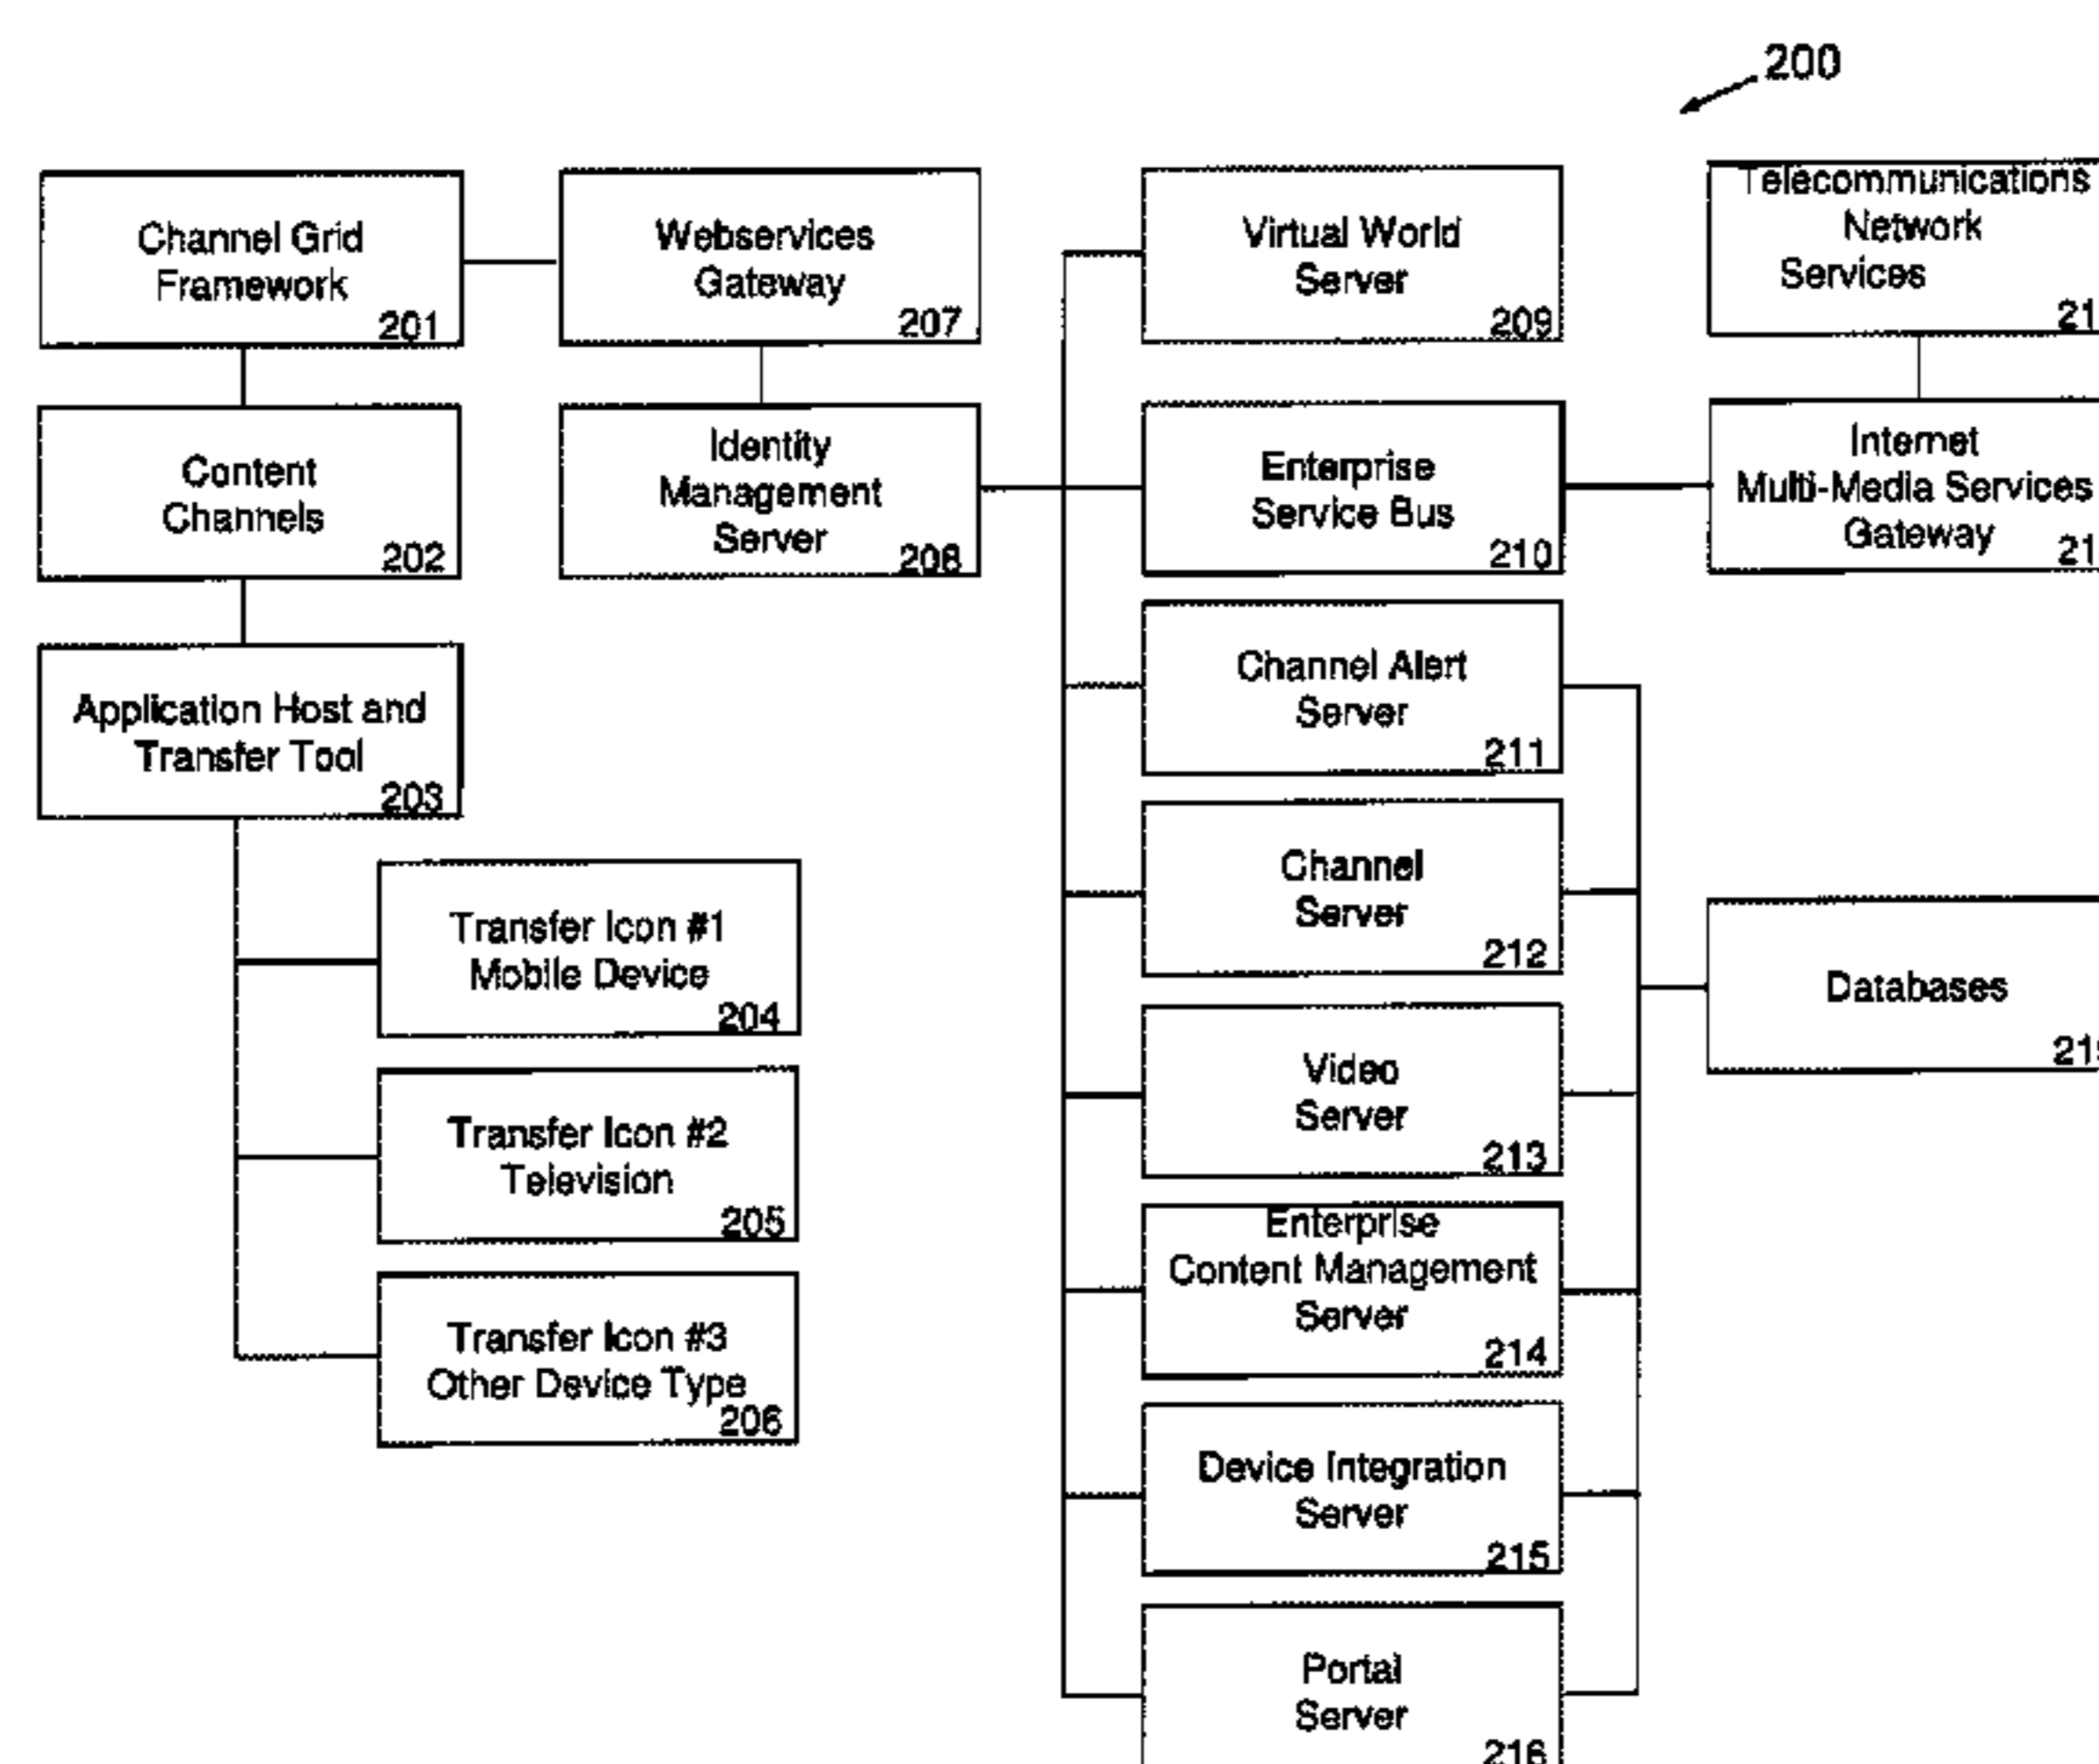 200
Channel Grid
Framework
201
Webservices
Gateway
207
Virtual World
Server
209
Telecommunications
Network
Services
21
Content
Channels
202
Identity
Management
Server
208
Enterprise
Service Bus
210
Internet
Multi-Media Services
Gateway
21
Application Host and
Transfer Tool
203
Channel Alert
Server
211
Transfer Icon #1
Mobile Device
204
Channel
Server
212
Databases
219
Transfer Icon #2
Television
205
Video
Server
213
Transfer Icon #3
Other Device Type
206
Enterprise
Content Management
Server
214
Device Integration
Server
215
Portal
Server
216